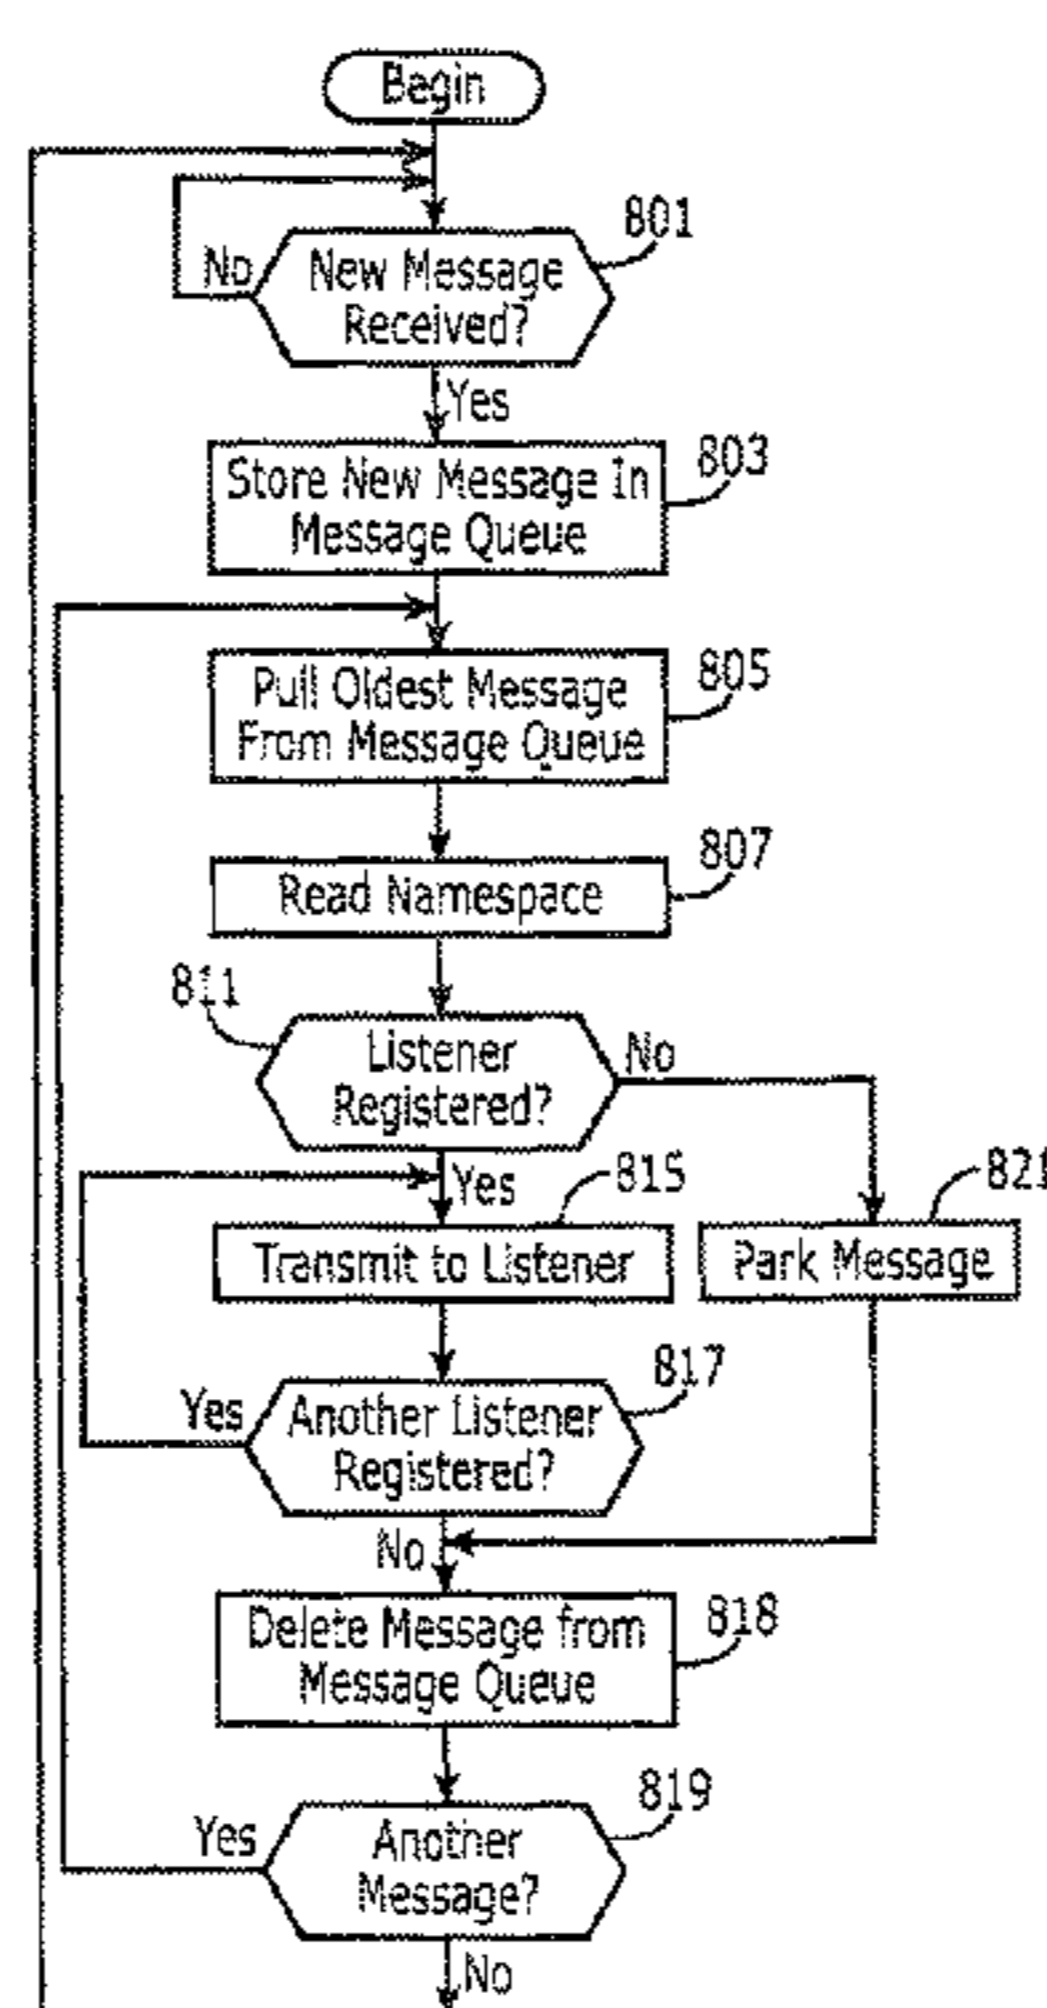 Begin
801
No
New Message
Received?
Yes
803
Store New Message In
Message Queue
805
Pull Oldest Message
From Message Queue
807
Read Namespace
811
Listener
Registered?
No
Yes
815
821
Transmit to Listener
Park Message
817
Yes
Another Listener
Registered?
No
818
Delete Message from
Message Queue
819
Yes
Another
Message?
No